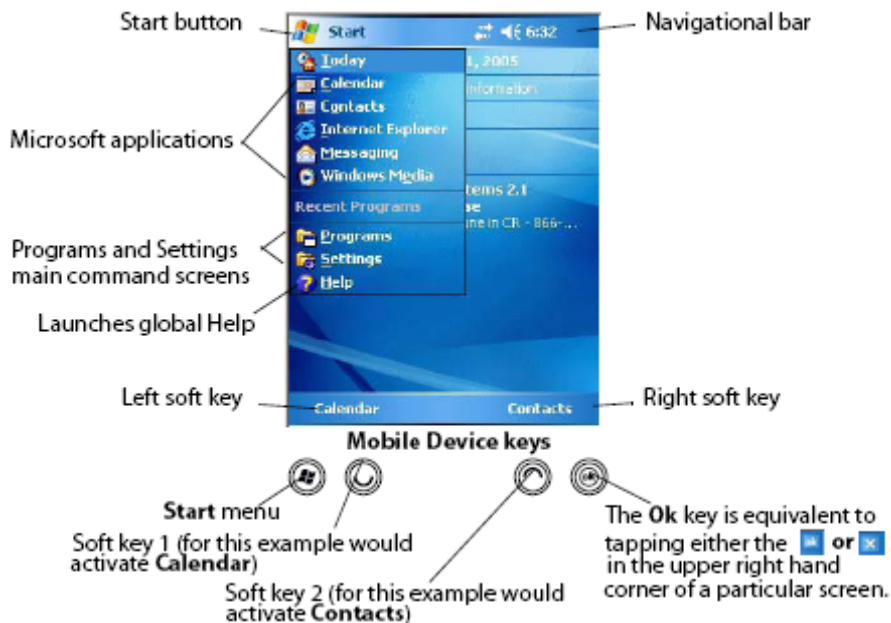 Start button
Start
6:32
Navigational bar
Today
1, 2005
Calendar
information
Contacts
Internet Explorer
Microsoft applications
Messaging
Windows Media
tems 2.1
Recent Programs
se
une in CR - 866-...
Programs and Settings
main command screens
Programs
Settings
Help
Launches global Help
Left soft key
Calendar
Contacts
Right soft key
Mobile Device keys
ok
Start menu
Soft key 1 (for this example would
activate Calendar)
Soft key 2 (for this example would
activate Contacts)
The Ok key is equivalent to
tapping either the ok or x
in the upper right hand
corner of a particular screen.